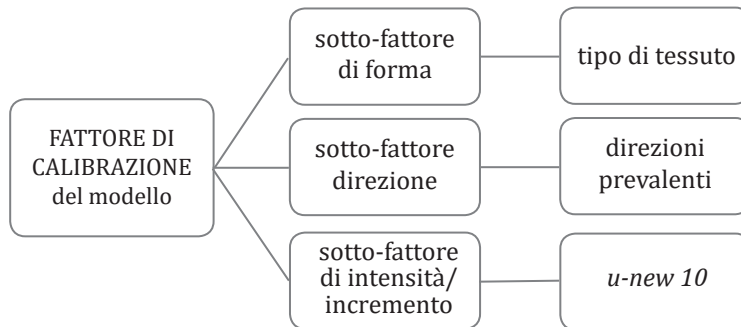 sotto-fattore
di forma
tipo di tessuto
FATTORE DI
CALIBRAZIONE
del modello
sotto-fattore
direzione
direzioni
prevalenti
sotto-fattore
di intensità/
incremento
u-new 10